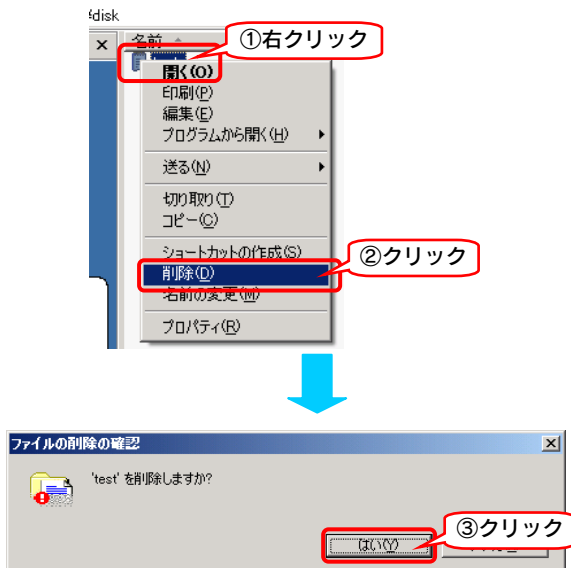 disk
名前
①右クリック
開く(O)
印刷(P)
編集(E)
プログラムから開く(H)
送る(N)
切り取り(T)
コピー(C)
ショートカットの作成(S)
②クリック
削除(D)
名前の変更(M)
プロパティ(R)
ファイルの削除の確認
'test' を削除しますか?
はい(Y)
③クリック